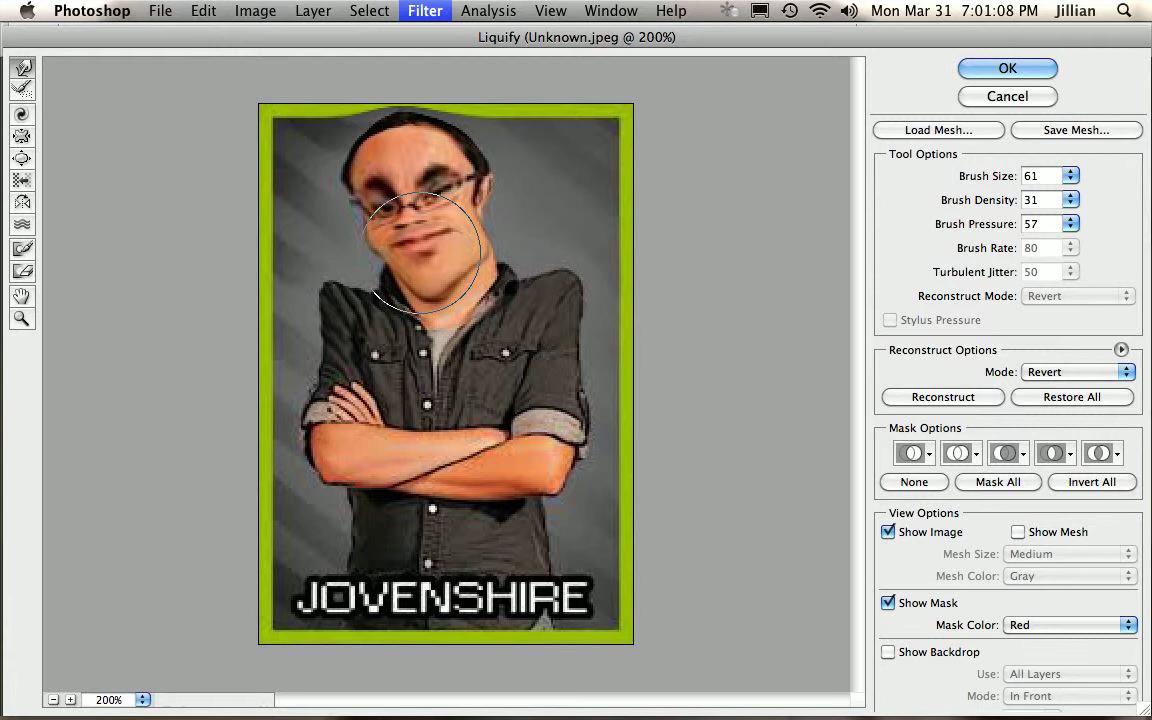 Photoshop File Edit Image Layer Select Filter Analysis View Window Help Mon Mar 31 7:01:08 PM Jillian
Liquify (Unknown.jpeg @ 200%)
OK
Cancel
Load Mesh... Save Mesh...
Tool Options
Brush Size: 61
Brush Density: 31
Brush Pressure: 57
Brush Rate: 80
Turbulent Jitter: 50
Reconstruct Mode: Revert
Stylus Pressure
Reconstruct Options
Mode: Revert
Reconstruct Restore All
Mask Options
None Mask All Invert All
View Options
Show Image Show Mesh
Mesh Size: Medium
Mesh Color: Gray
Show Mask
Mask Color: Red
Show Backdrop
Use: All Layers
Mode: In Front
JOVENSHIRE
200%